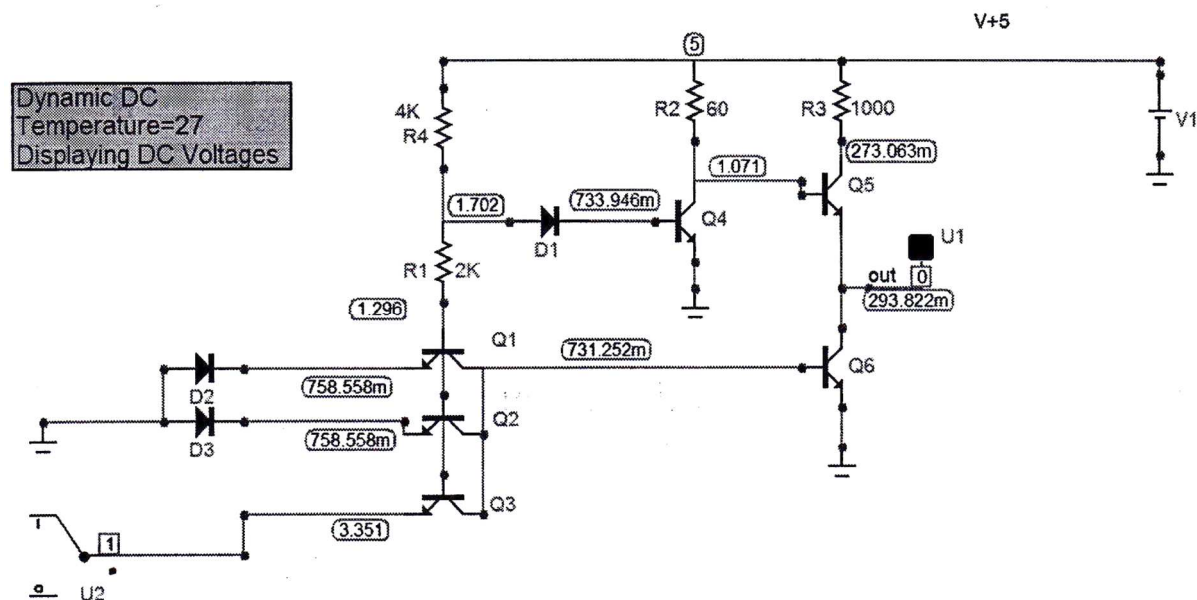 V+5
5
Dynamic DC
Temperature=27
Displaying DC Voltages
4K
R4
R2
60
R3
1000
V1
273.063m
1.071
Q5
1.702
733.946m
Q4
D1
U1
R1
2K
out
0
293.822m
1.296
Q1
731.252m
Q6
D2
758.558m
Q2
D3
758.558m
Q3
3.351
1
U2